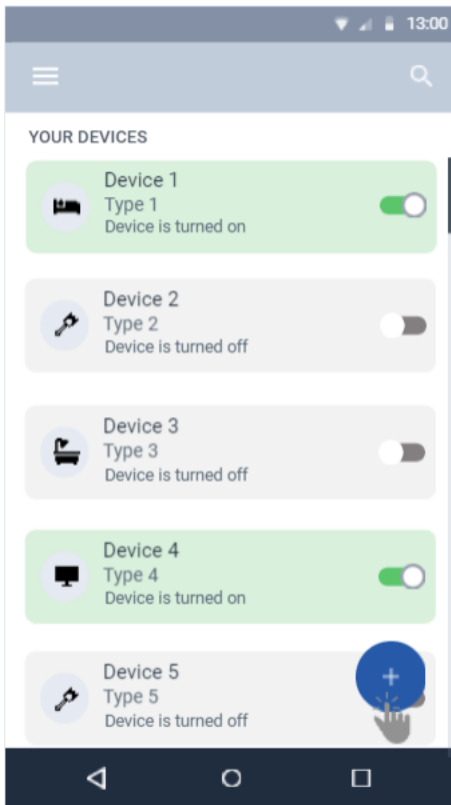 13:00
YOUR DEVICES
Device 1
Type 1
Device is turned on
Device 2
Type 2
Device is turned off
Device 3
Type 3
Device is turned off
Device 4
Type 4
Device is turned on
Device 5
Type 5
Device is turned off